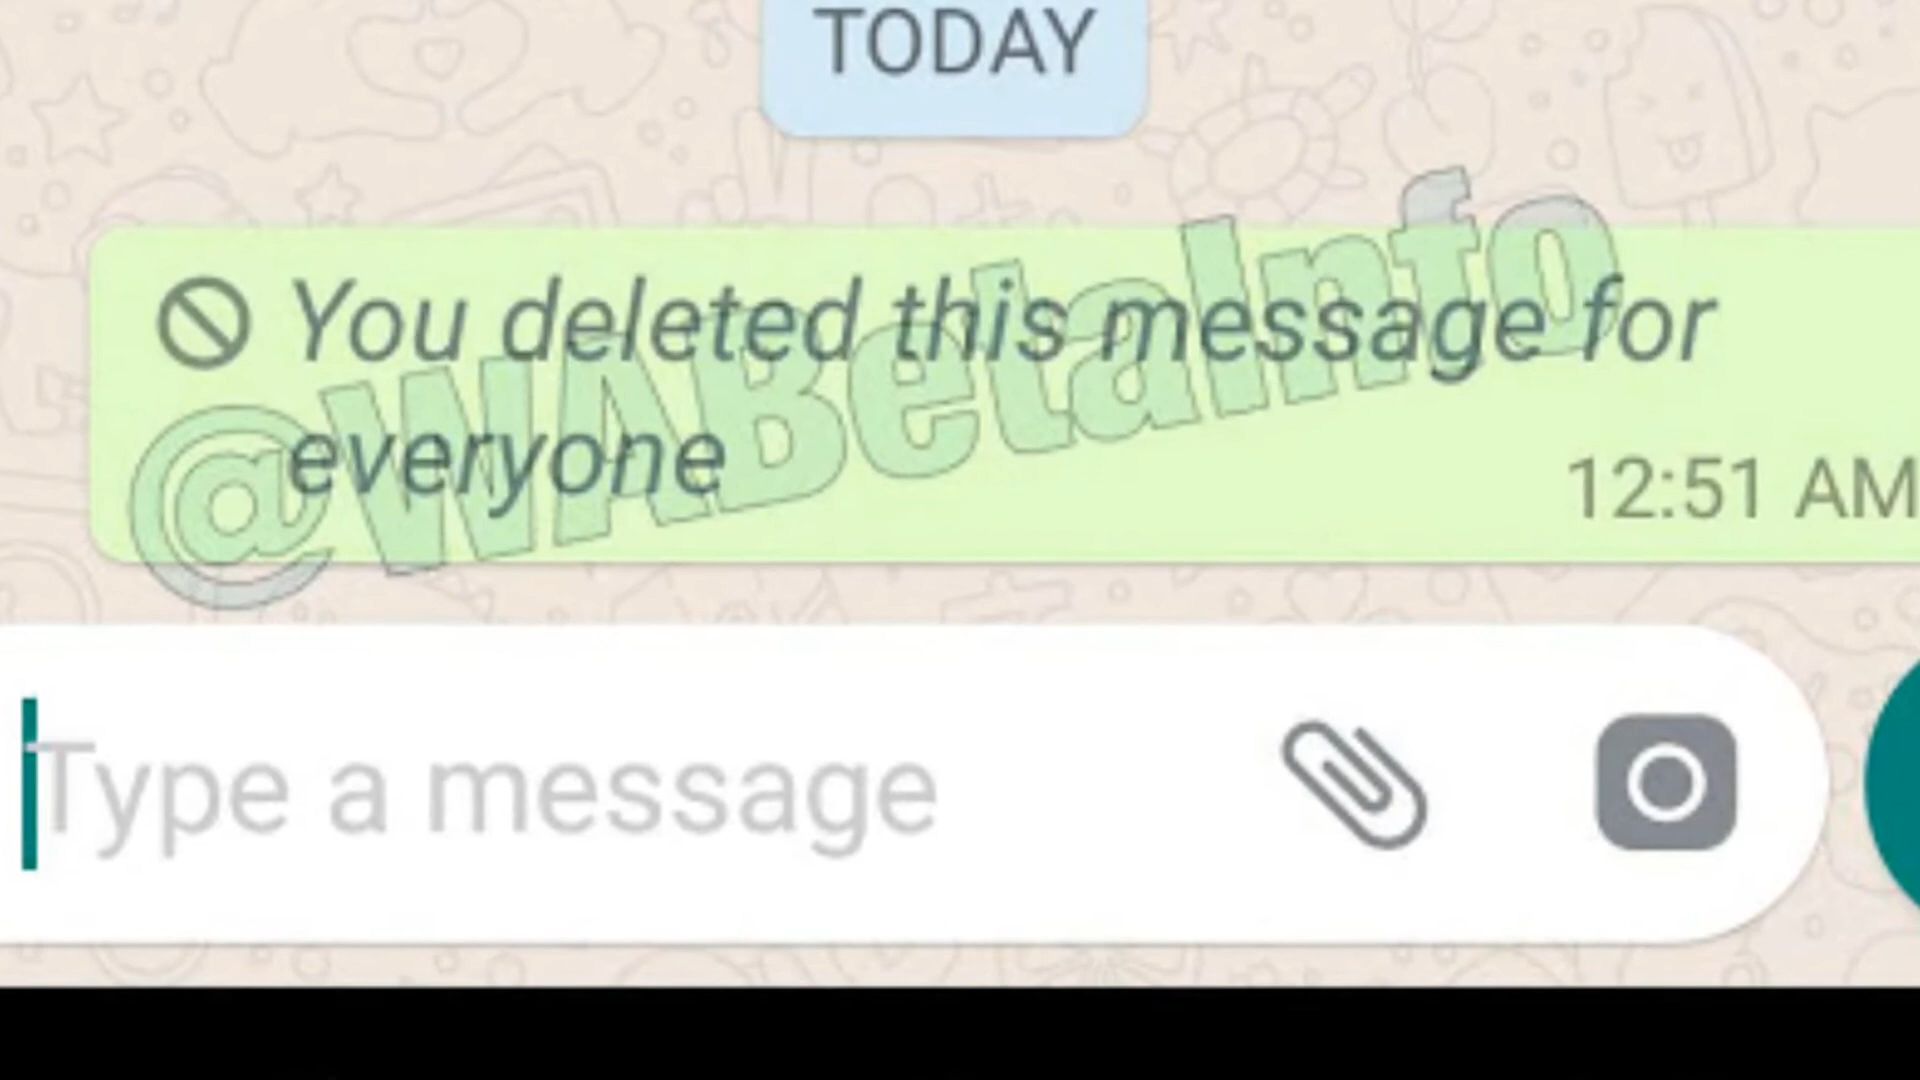 TODAY
You deleted this message for
everyone
12:51 AM
@WABetaInfo
Type a message